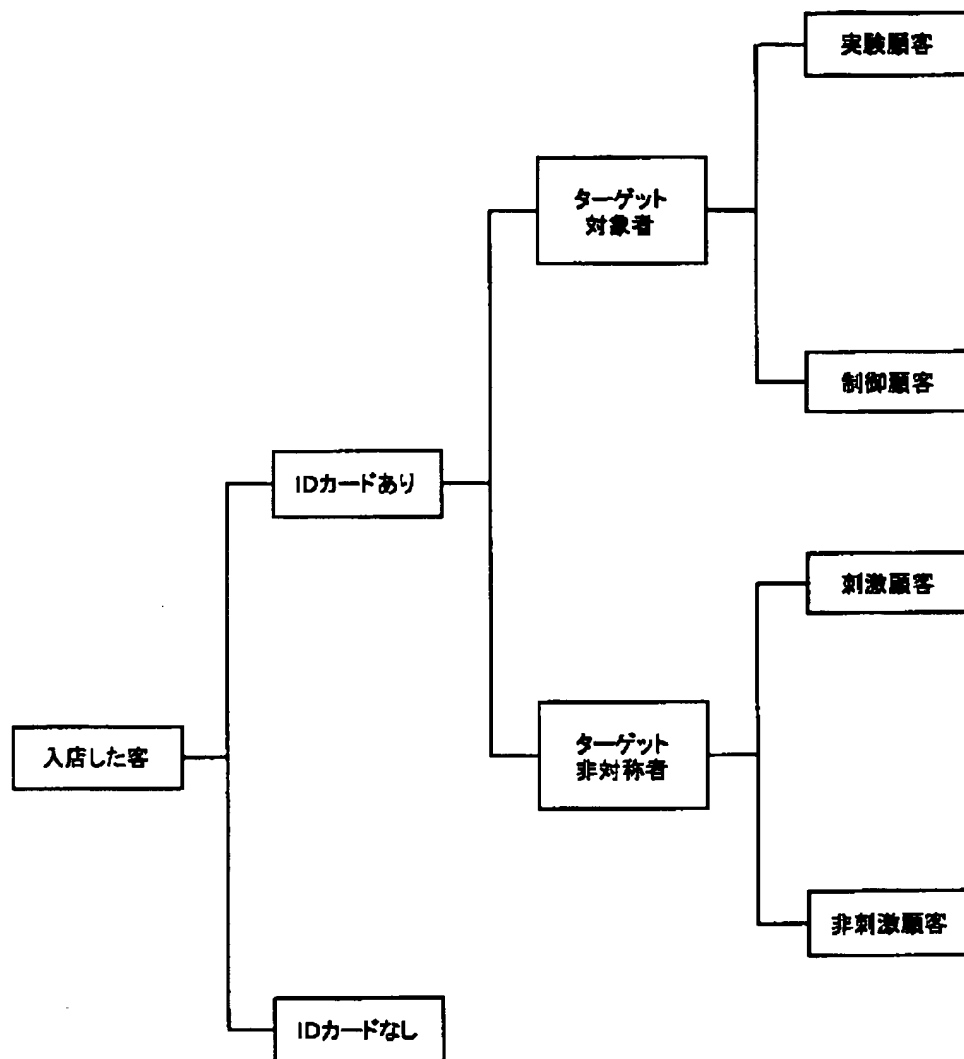 実験顧客
ターゲット
対象者
制御顧客
IDカードあり
刺激顧客
入店した客
ターゲット
非対称者
非刺激顧客
IDカードなし